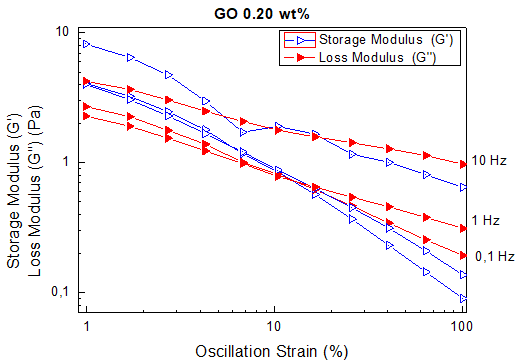 GO 0.20 wt%
10
Storage Modulus (G')
Loss Modulus (G'')
Storage Modulus (G')
Loss Modulus (G'') (Pa)
1
10 Hz
1 Hz
0,1 Hz
0,1
1
10
100
Oscillation Strain (%)